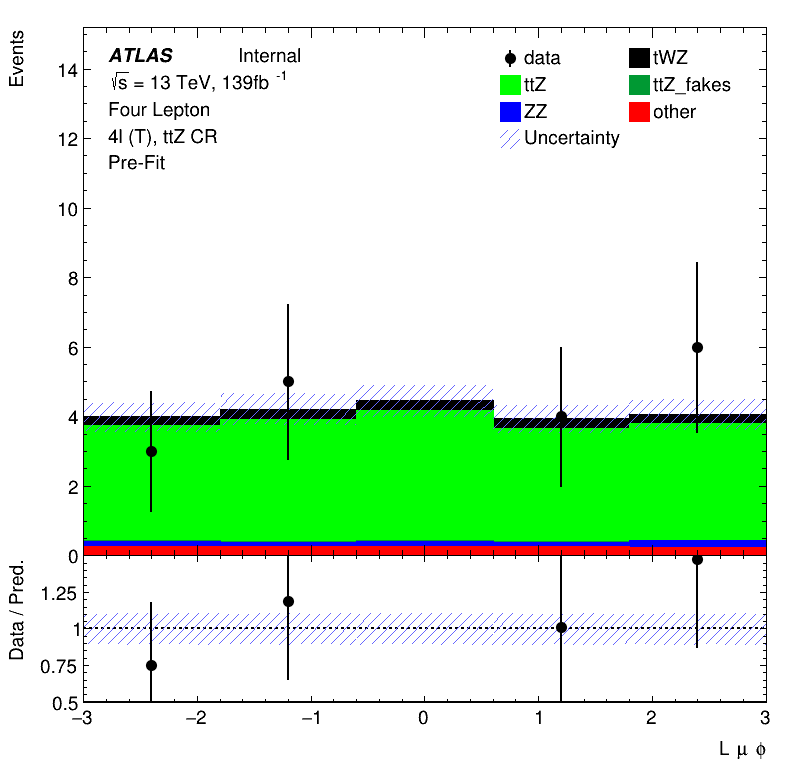 Events
14
12
10
8
6
4
2
0
ATLAS Internal
√s = 13 TeV, 139fb -1
Four Lepton
4l (T), ttZ CR
Pre-Fit
data
tWZ
ttZ
ttZ_fakes
ZZ
other
Uncertainty
Data / Pred.
1.25
1
0.75
0.5
−3 −2 −1 0 1 2 3
L μ ϕ